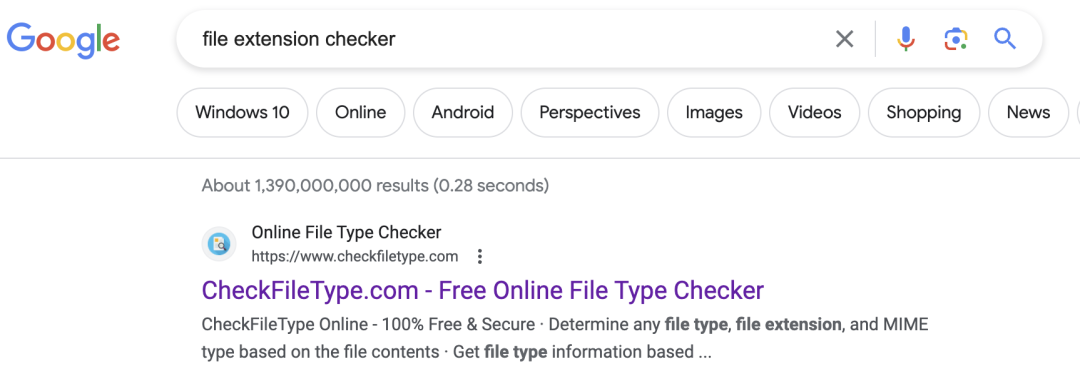 Google
file extension checker
Windows 10 Online Android Perspectives Images Videos Shopping News
About 1,390,000,000 results (0.28 seconds)
Online File Type Checker
https://www.checkfiletype.com
CheckFileType.com - Free Online File Type Checker
CheckFileType Online - 100% Free & Secure · Determine any file type, file extension, and MIME
type based on the file contents · Get file type information based ...